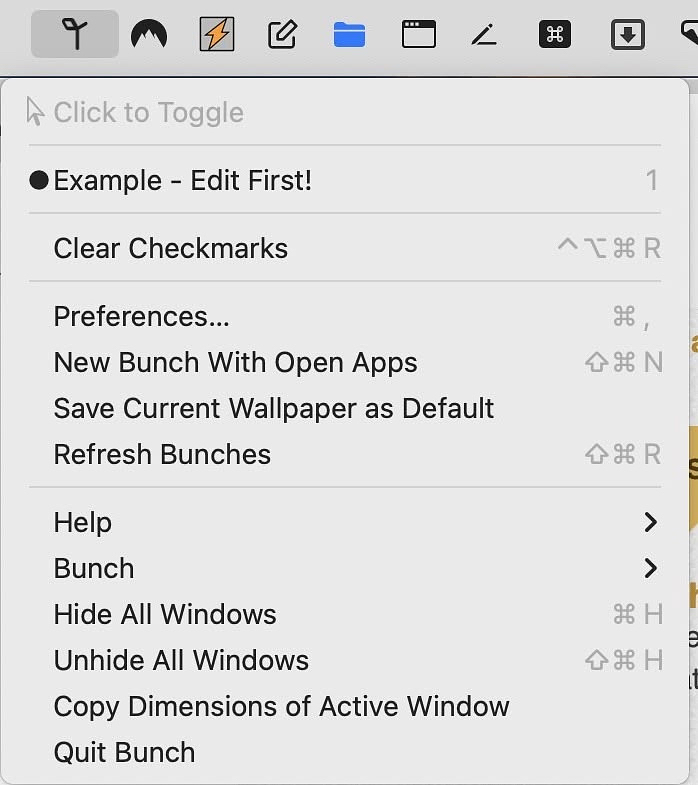 Click to Toggle
Example - Edit First! 1
Clear Checkmarks ^⌥⌘R
Preferences... ⌘,
New Bunch With Open Apps ⇧⌘N
Save Current Wallpaper as Default
Refresh Bunches ⇧⌘R
Help
Bunch
Hide All Windows ⌘H
Unhide All Windows ⇧⌘H
Copy Dimensions of Active Window
Quit Bunch